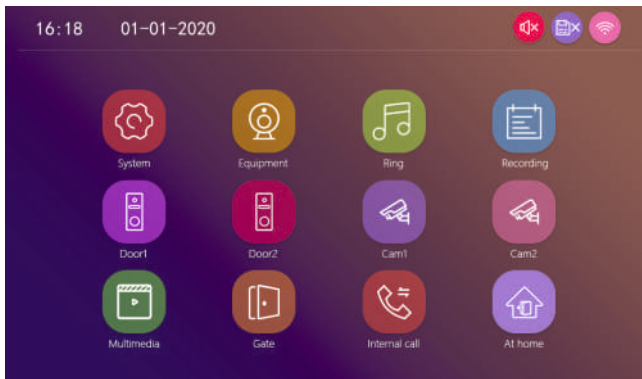 16:18 01-01-2020
System Equipment Ring Recording
Door1 Door2 Cam1 Cam2
Multimedia Gate Internal call At home